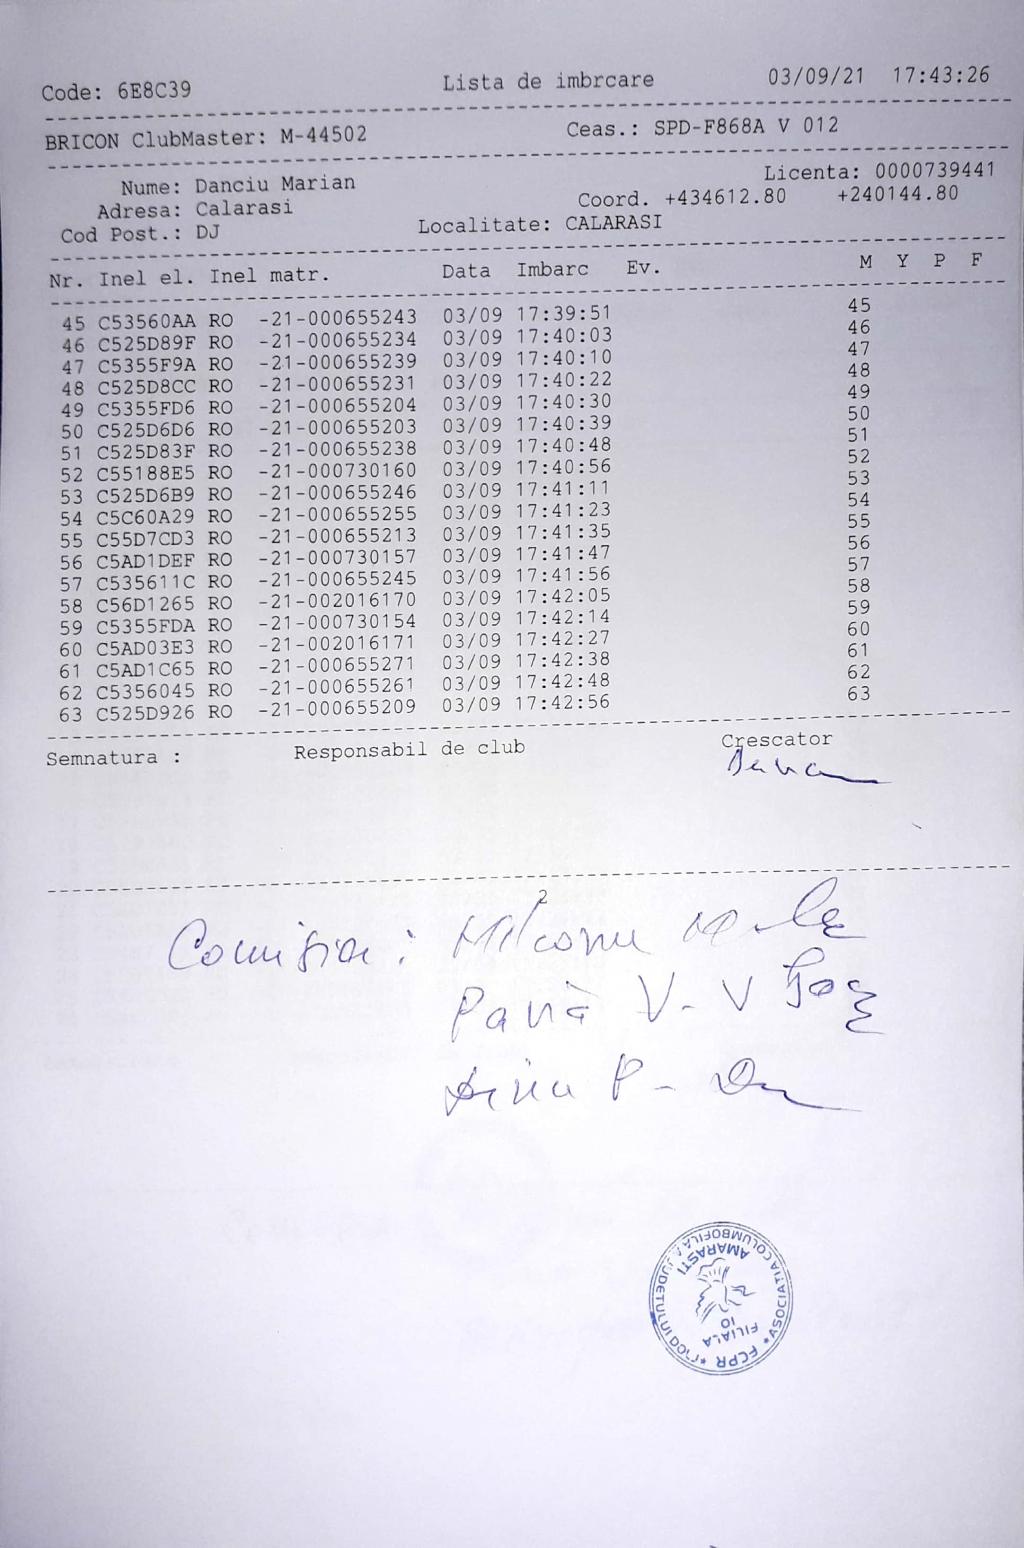 Code: 6E8C39 Lista de imbrcare 03/09/21 17:43:26
BRICON ClubMaster: M-44502 Ceas.: SPD-F868A V 012
Licenta: 0000739441
Nume: Danciu Marian
Coord. +434612.80 +240144.80
Adresa: Calarasi
Cod Post.: DJ Localitate: CALARASI
Nr. Inel el. Inel matr. Data Imbarc Ev. M Y P F
45 C53560AA RO -21-000655243 03/09 17:39:51 45
46 C525D89F RO -21-000655234 03/09 17:40:03 46
47 C5355F9A RO -21-000655239 03/09 17:40:10 47
48 C525D8CC RO -21-000655231 03/09 17:40:22 48
49 C5355FD6 RO -21-000655204 03/09 17:40:30 49
50 C525D6D6 RO -21-000655203 03/09 17:40:39 50
51 C525D83F RO -21-000655238 03/09 17:40:48 51
52 C55188E5 RO -21-000730160 03/09 17:40:56 52
53 C525D6B9 RO -21-000655246 03/09 17:41:11 53
54 C5C60A29 RO -21-000655255 03/09 17:41:23 54
55 C55D7CD3 RO -21-000655213 03/09 17:41:35 55
56 C5AD1DEF RO -21-000730157 03/09 17:41:47 56
57 C535611C RO -21-000655245 03/09 17:41:56 57
58 C56D1265 RO -21-002016170 03/09 17:42:05 58
59 C5355FDA RO -21-000730154 03/09 17:42:14 59
60 C5AD03E3 RO -21-002016171 03/09 17:42:27 60
61 C5AD1C65 RO -21-000655271 03/09 17:42:38 61
62 C5356045 RO -21-000655261 03/09 17:42:48 62
63 C525D926 RO -21-000655209 03/09 17:42:56 63
Semnatura : Responsabil de club Crescator
2
Comisia:
Pană V-V
Dinu P-
FCPR * ASOCIATIA COLUMBOFILA A JUDETULUI DOLJ *
FILIALA
10
AMARASTI